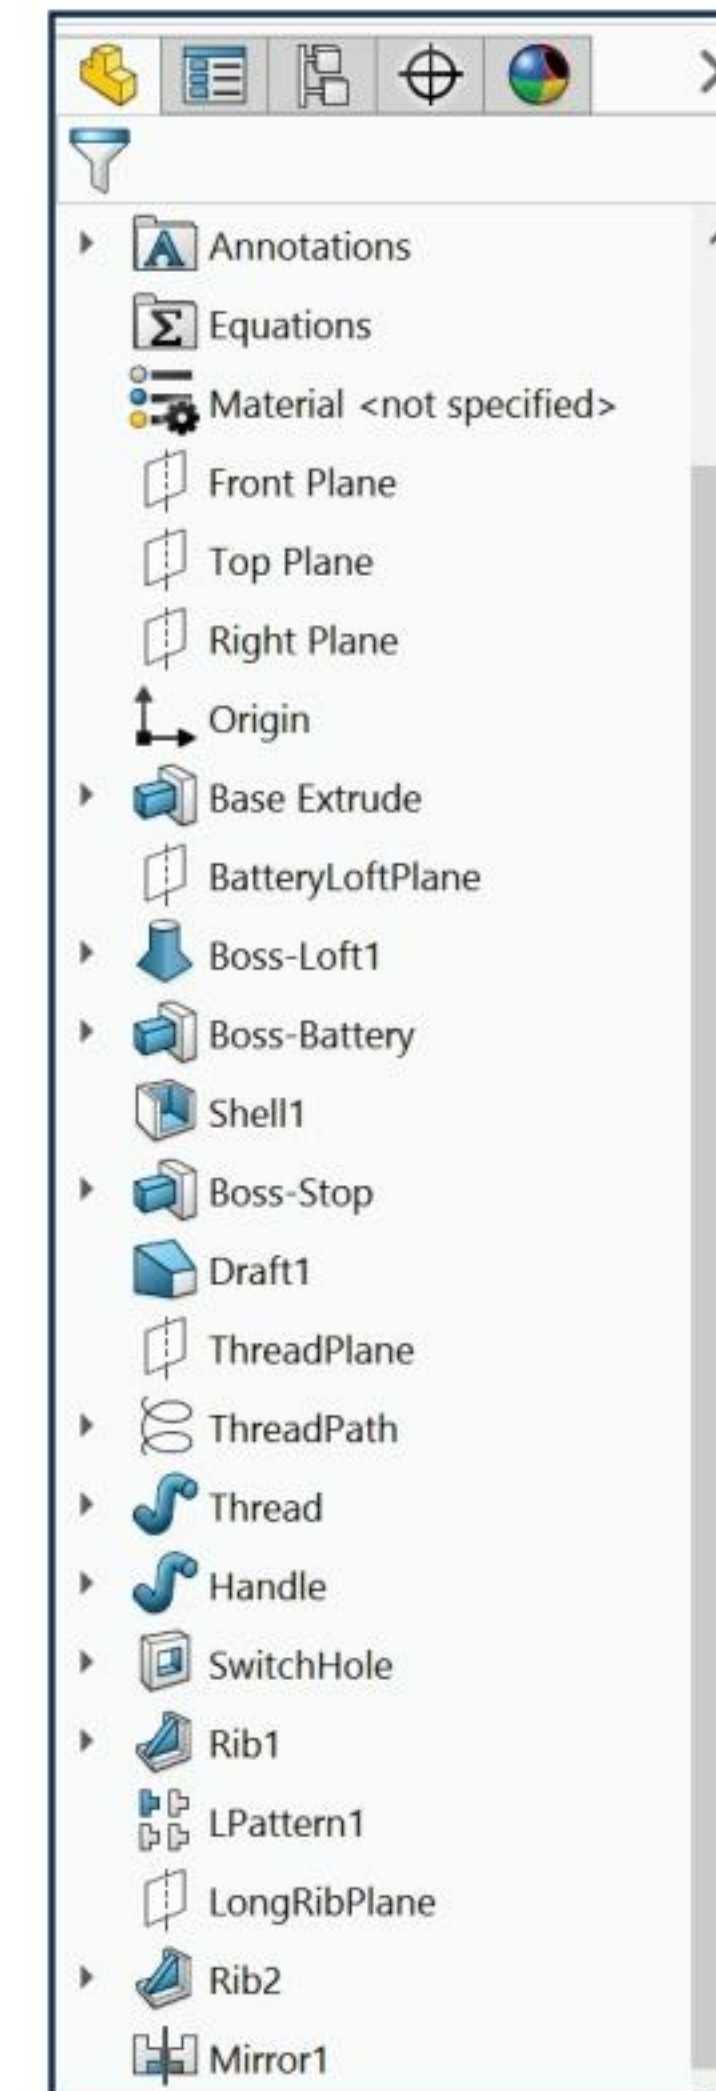 Annotations
Equations
Material <not specified>
Front Plane
Top Plane
Right Plane
Origin
Base Extrude
BatteryLoftPlane
Boss-Loft1
Boss-Battery
Shell1
Boss-Stop
Draft1
ThreadPlane
ThreadPath
Thread
Handle
SwitchHole
Rib1
LPattern1
LongRibPlane
Rib2
Mirror1